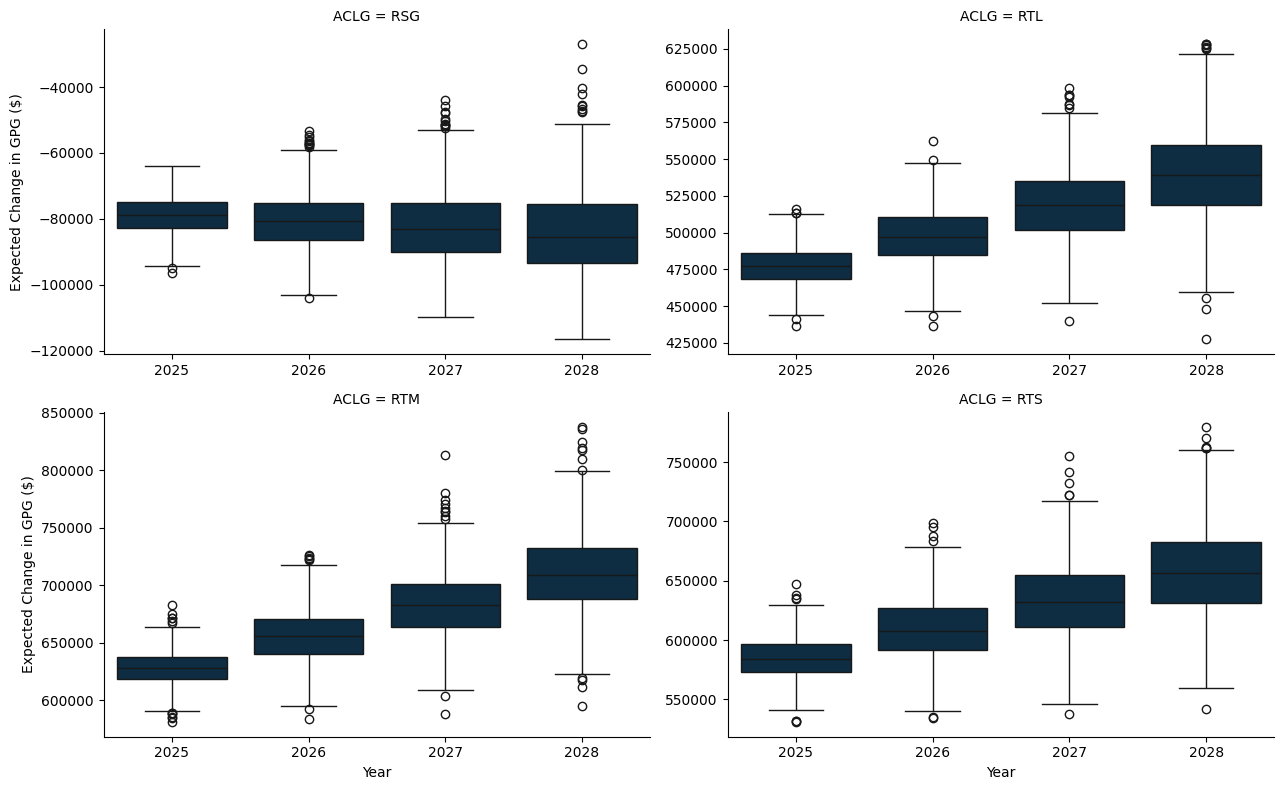 ACLG = RSG
Expected Change in GPG ($)
−40000
−60000
−80000
−100000
−120000
2025 2026 2027 2028
ACLG = RTL
625000
600000
575000
550000
525000
500000
475000
450000
425000
2025 2026 2027 2028
ACLG = RTM
Expected Change in GPG ($)
850000
800000
750000
700000
650000
600000
2025 2026 2027 2028
Year
ACLG = RTS
750000
700000
650000
600000
550000
2025 2026 2027 2028
Year